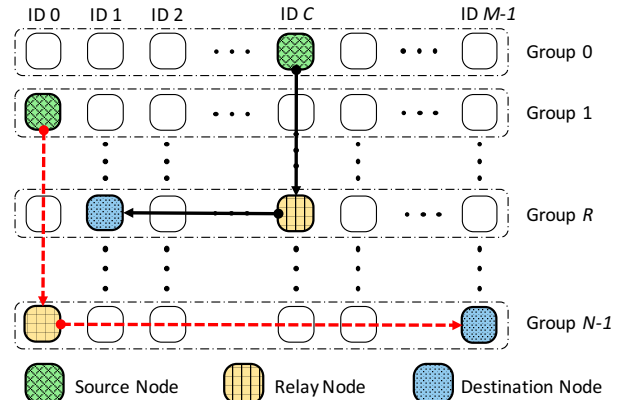 ID 0 ID 1 ID 2 ID C ID M-1
Group 0
Group 1
Group R
Group N-1
Source Node Relay Node Destination Node